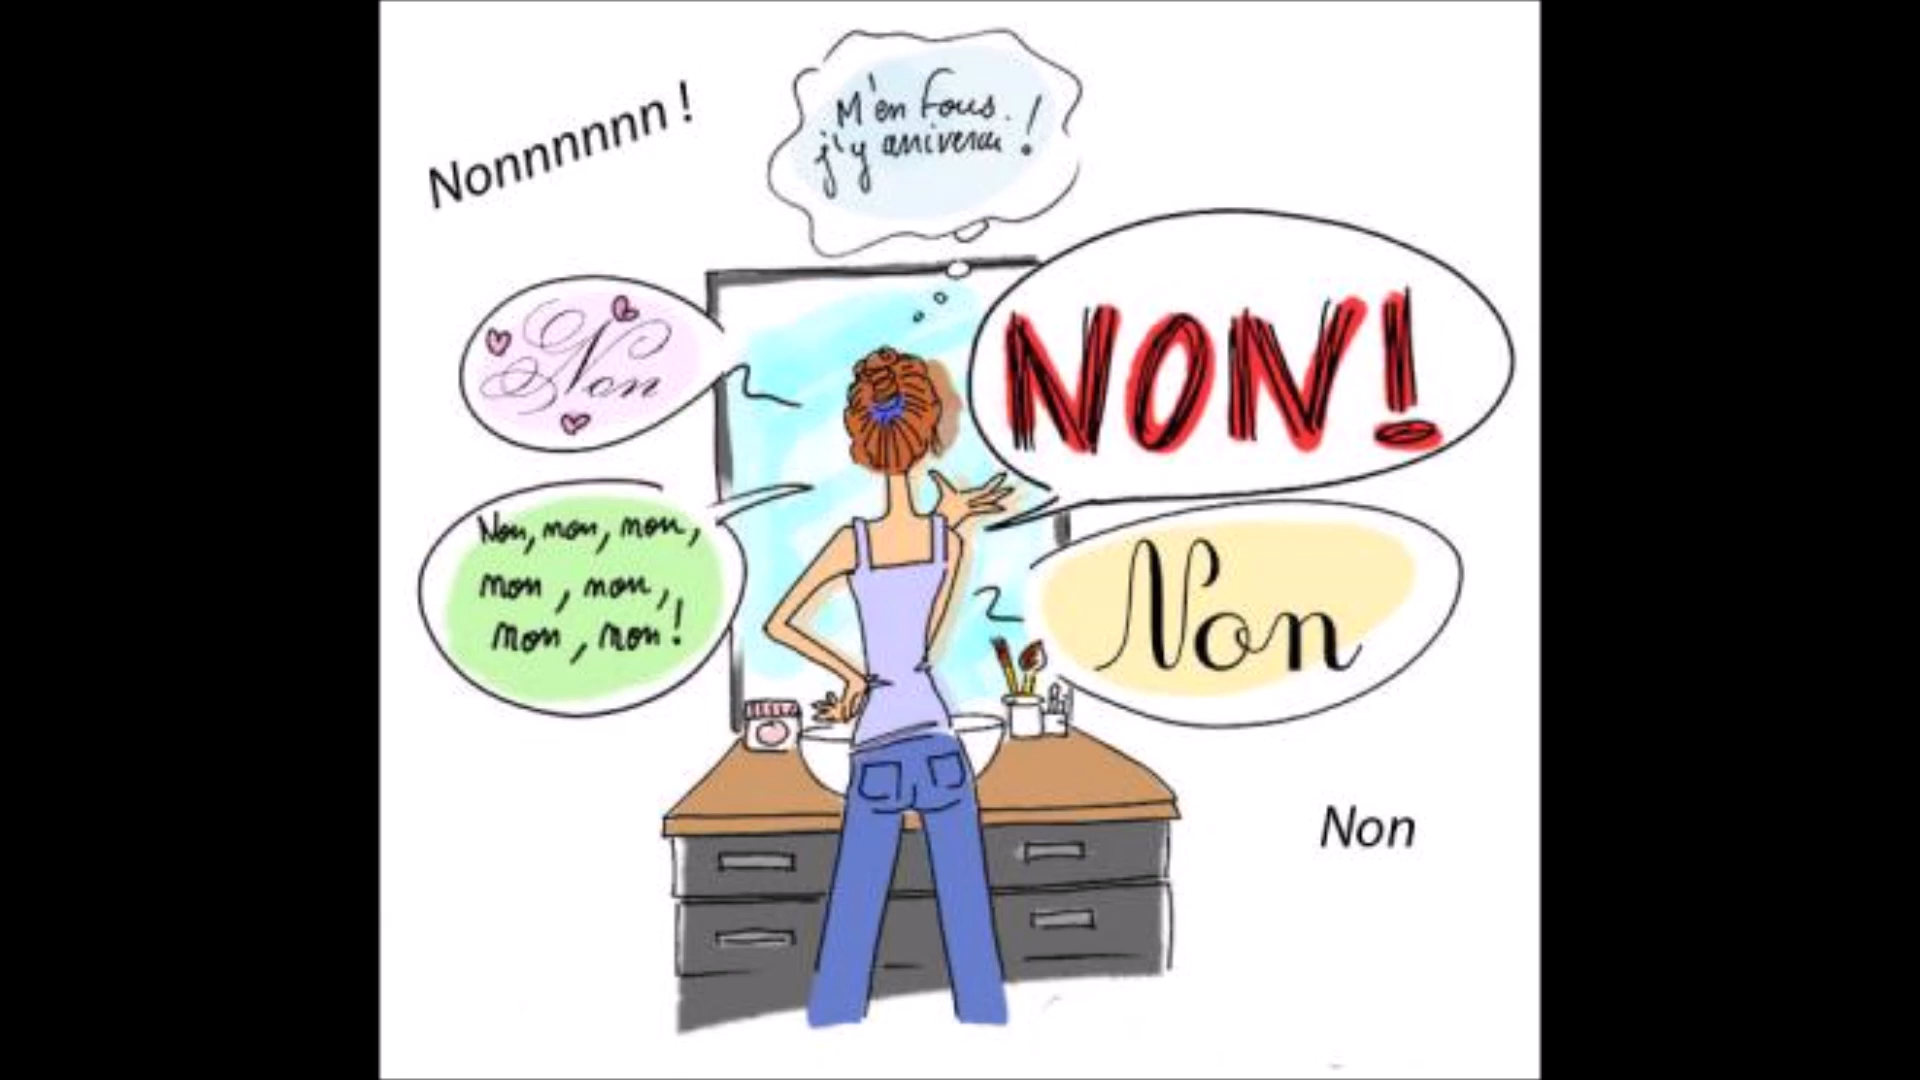 Nonnnnnn !
M'en fous.
j'y arriverai !
Non
NON!
Non, non, non,
non, non,
non, non !
Non
Non